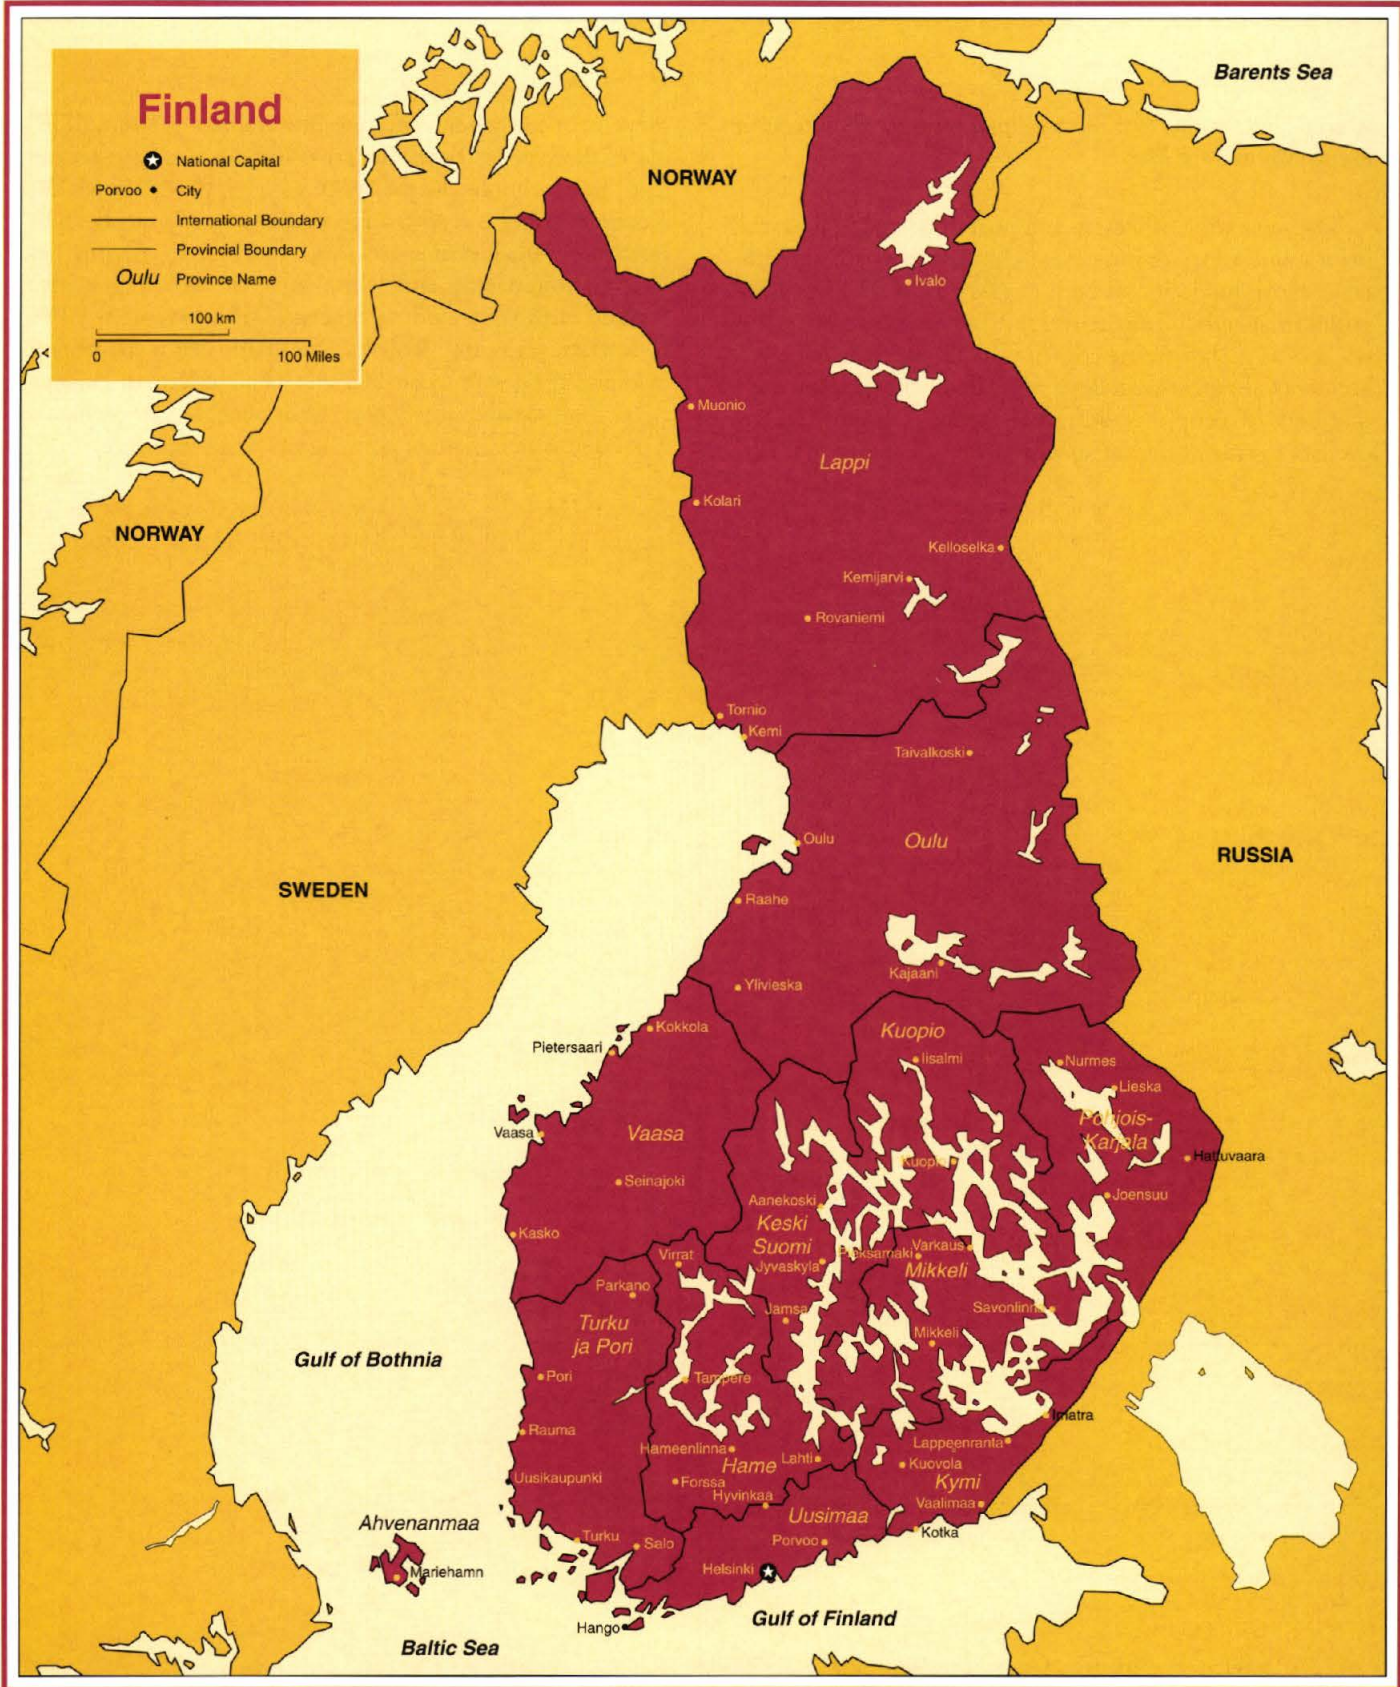 Finland
National Capital
Porvoo City
International Boundary
Provincial Boundary
Oulu Province Name
100 km
0 100 Miles
Barents Sea
NORWAY
Ivalo
Muonio
Lappi
Kolari
NORWAY
Kelloselka
Kemijarvi
Rovaniemi
Tornio
Kemi
Taivalkoski
Oulu
Oulu
RUSSIA
SWEDEN
Raahe
Kajaani
Ylivieska
Kokkola
Kuopio
Pietersaari
Iisalmi
Nurmes
Lieska
Pohjois-
Karjala
Vaasa
Vaasa
Hattuvaara
Kuopio
Seinajoki
Joensuu
Aanekoski
Keski
Suomi
Kasko
Virrat
Pieksamaki
Varkaus
Jyvaskyla
Mikkeli
Parkano
Jamsa
Savonlinna
Turku
ja Pori
Mikkeli
Gulf of Bothnia
Pori
Tampere
Imatra
Rauma
Lappeenranta
Hameenlinna
Hame
Lahti
Kuovola
Uusikaupunki
Forssa
Kymi
Hyvinkaa
Vaalimaa
Uusimaa
Ahvenanmaa
Kotka
Turku
Salo
Porvoo
Mariehamn
Helsinki
Hango
Gulf of Finland
Baltic Sea